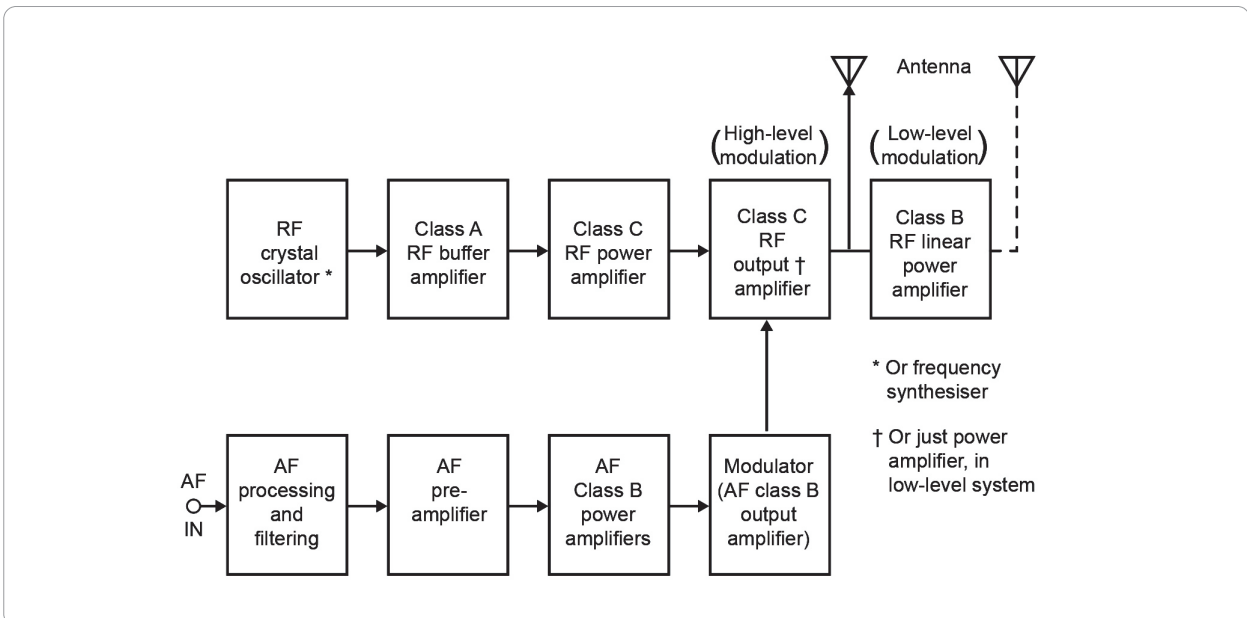 Antenna
(High-level
modulation)
(Low-level
modulation)
RF
crystal
oscillator *
Class A
RF buffer
amplifier
Class C
RF power
amplifier
Class C
RF
output †
amplifier
Class B
RF linear
power
amplifier
* Or frequency
synthesiser
† Or just power
amplifier, in
low-level system
AF
IN
AF
processing
and
filtering
AF
pre-
amplifier
AF
Class B
power
amplifiers
Modulator
(AF class B
output
amplifier)